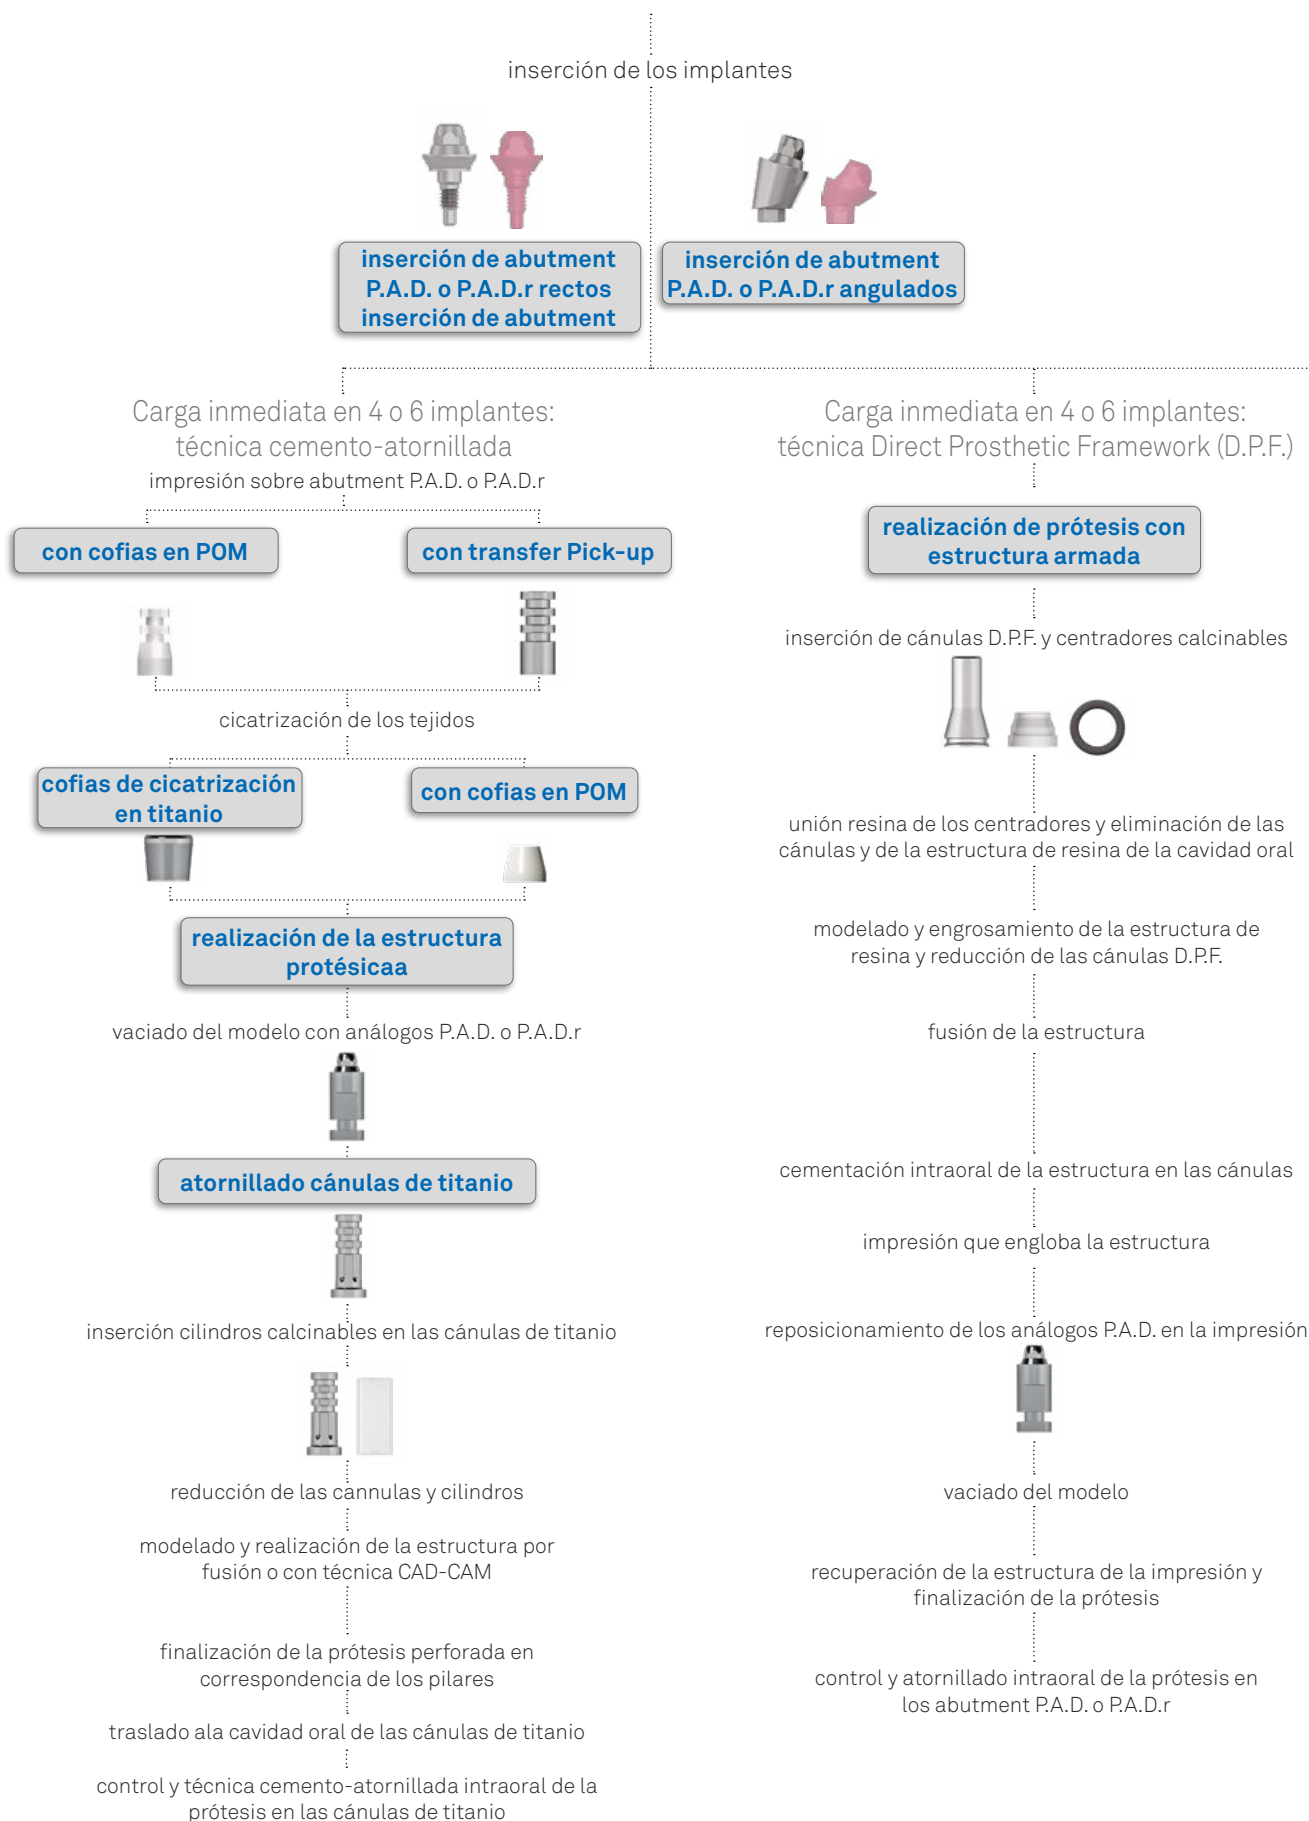 inserción de los implantes
inserción de abutment
P.A.D. o P.A.D.r rectos
inserción de abutment
inserción de abutment
P.A.D. o P.A.D.r angulados
Carga inmediata en 4 o 6 implantes:
técnica cemento-atornillada
impresión sobre abutment P.A.D. o P.A.D.r
con cofias en POM
con transfer Pick-up
cicatrización de los tejidos
cofias de cicatrización
en titanio
con cofias en POM
realización de la estructura
protésicaa
vaciado del modelo con análogos P.A.D. o P.A.D.r
atornillado cánulas de titanio
inserción cilindros calcinables en las cánulas de titanio
reducción de las cannulas y cilindros
modelado y realización de la estructura por
fusión o con técnica CAD-CAM
finalización de la prótesis perforada en
correspondencia de los pilares
traslado ala cavidad oral de las cánulas de titanio
control y técnica cemento-atornillada intraoral de la
prótesis en las cánulas de titanio
Carga inmediata en 4 o 6 implantes:
técnica Direct Prosthetic Framework (D.P.F.)
realización de prótesis con
estructura armada
inserción de cánulas D.P.F. y centradores calcinables
unión resina de los centradores y eliminación de las
cánulas y de la estructura de resina de la cavidad oral
modelado y engrosamiento de la estructura de
resina y reducción de las cánulas D.P.F.
fusión de la estructura
cementación intraoral de la estructura en las cánulas
impresión que engloba la estructura
reposicionamiento de los análogos P.A.D. en la impresión
vaciado del modelo
recuperación de la estructura de la impresión y
finalización de la prótesis
control y atornillado intraoral de la prótesis en
los abutment P.A.D. o P.A.D.r